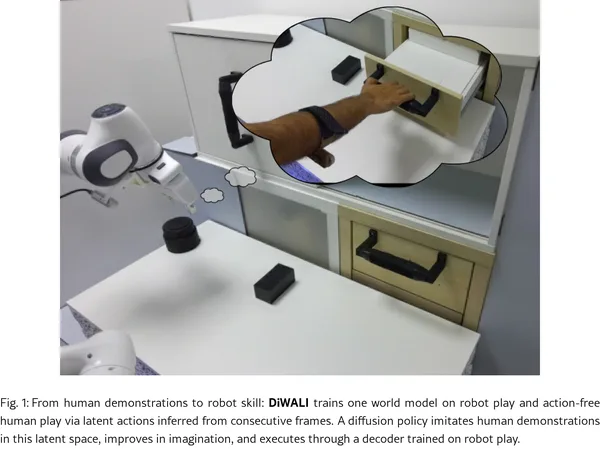 Fig. 1: From human demonstrations to robot skill: DiWALI trains one world model on robot play and action-free
human play via latent actions inferred from consecutive frames. A diffusion policy imitates human demonstrations
in this latent space, improves in imagination, and executes through a decoder trained on robot play.